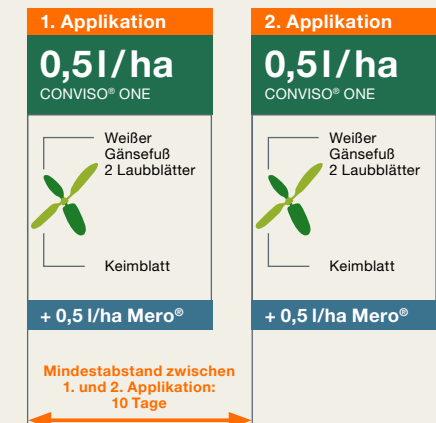 1. Applikation
0,5 l/ha
CONVISO® ONE
Weißer
Gänsefuß
2 Laubblätter
Keimblatt
+ 0,5 l/ha Mero®
2. Applikation
0,5 l/ha
CONVISO® ONE
Weißer
Gänsefuß
2 Laubblätter
Keimblatt
+ 0,5 l/ha Mero®
Mindestabstand zwischen
1. und 2. Applikation:
10 Tage